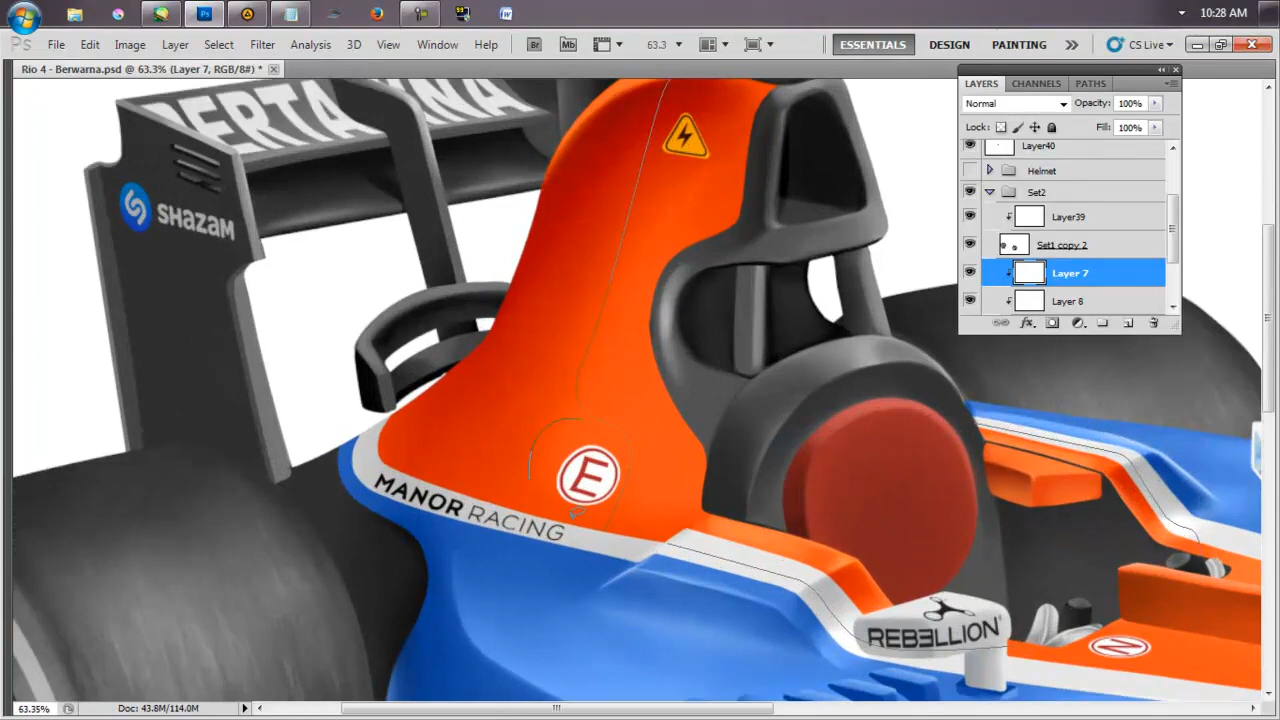 10:28 AM
Ps File Edit Image Layer Select Filter Analysis 3D View Window Help Br Mb 63.3 ESSENTIALS DESIGN PAINTING CS Live
Rio 4 - Berwarna.psd @ 63.3% (Layer 7, RGB/8#) *
LAYERS CHANNELS PATHS
Normal Opacity: 100%
Lock: Fill: 100%
Layer40
Helmet
Set2
Layer39
Set1 copy 2
Layer 7
Layer 8
fx
BERTAMINA
SHAZAM
E
MANOR RACING
REBELLION
N
63.35% Doc: 43.8M/114.0M